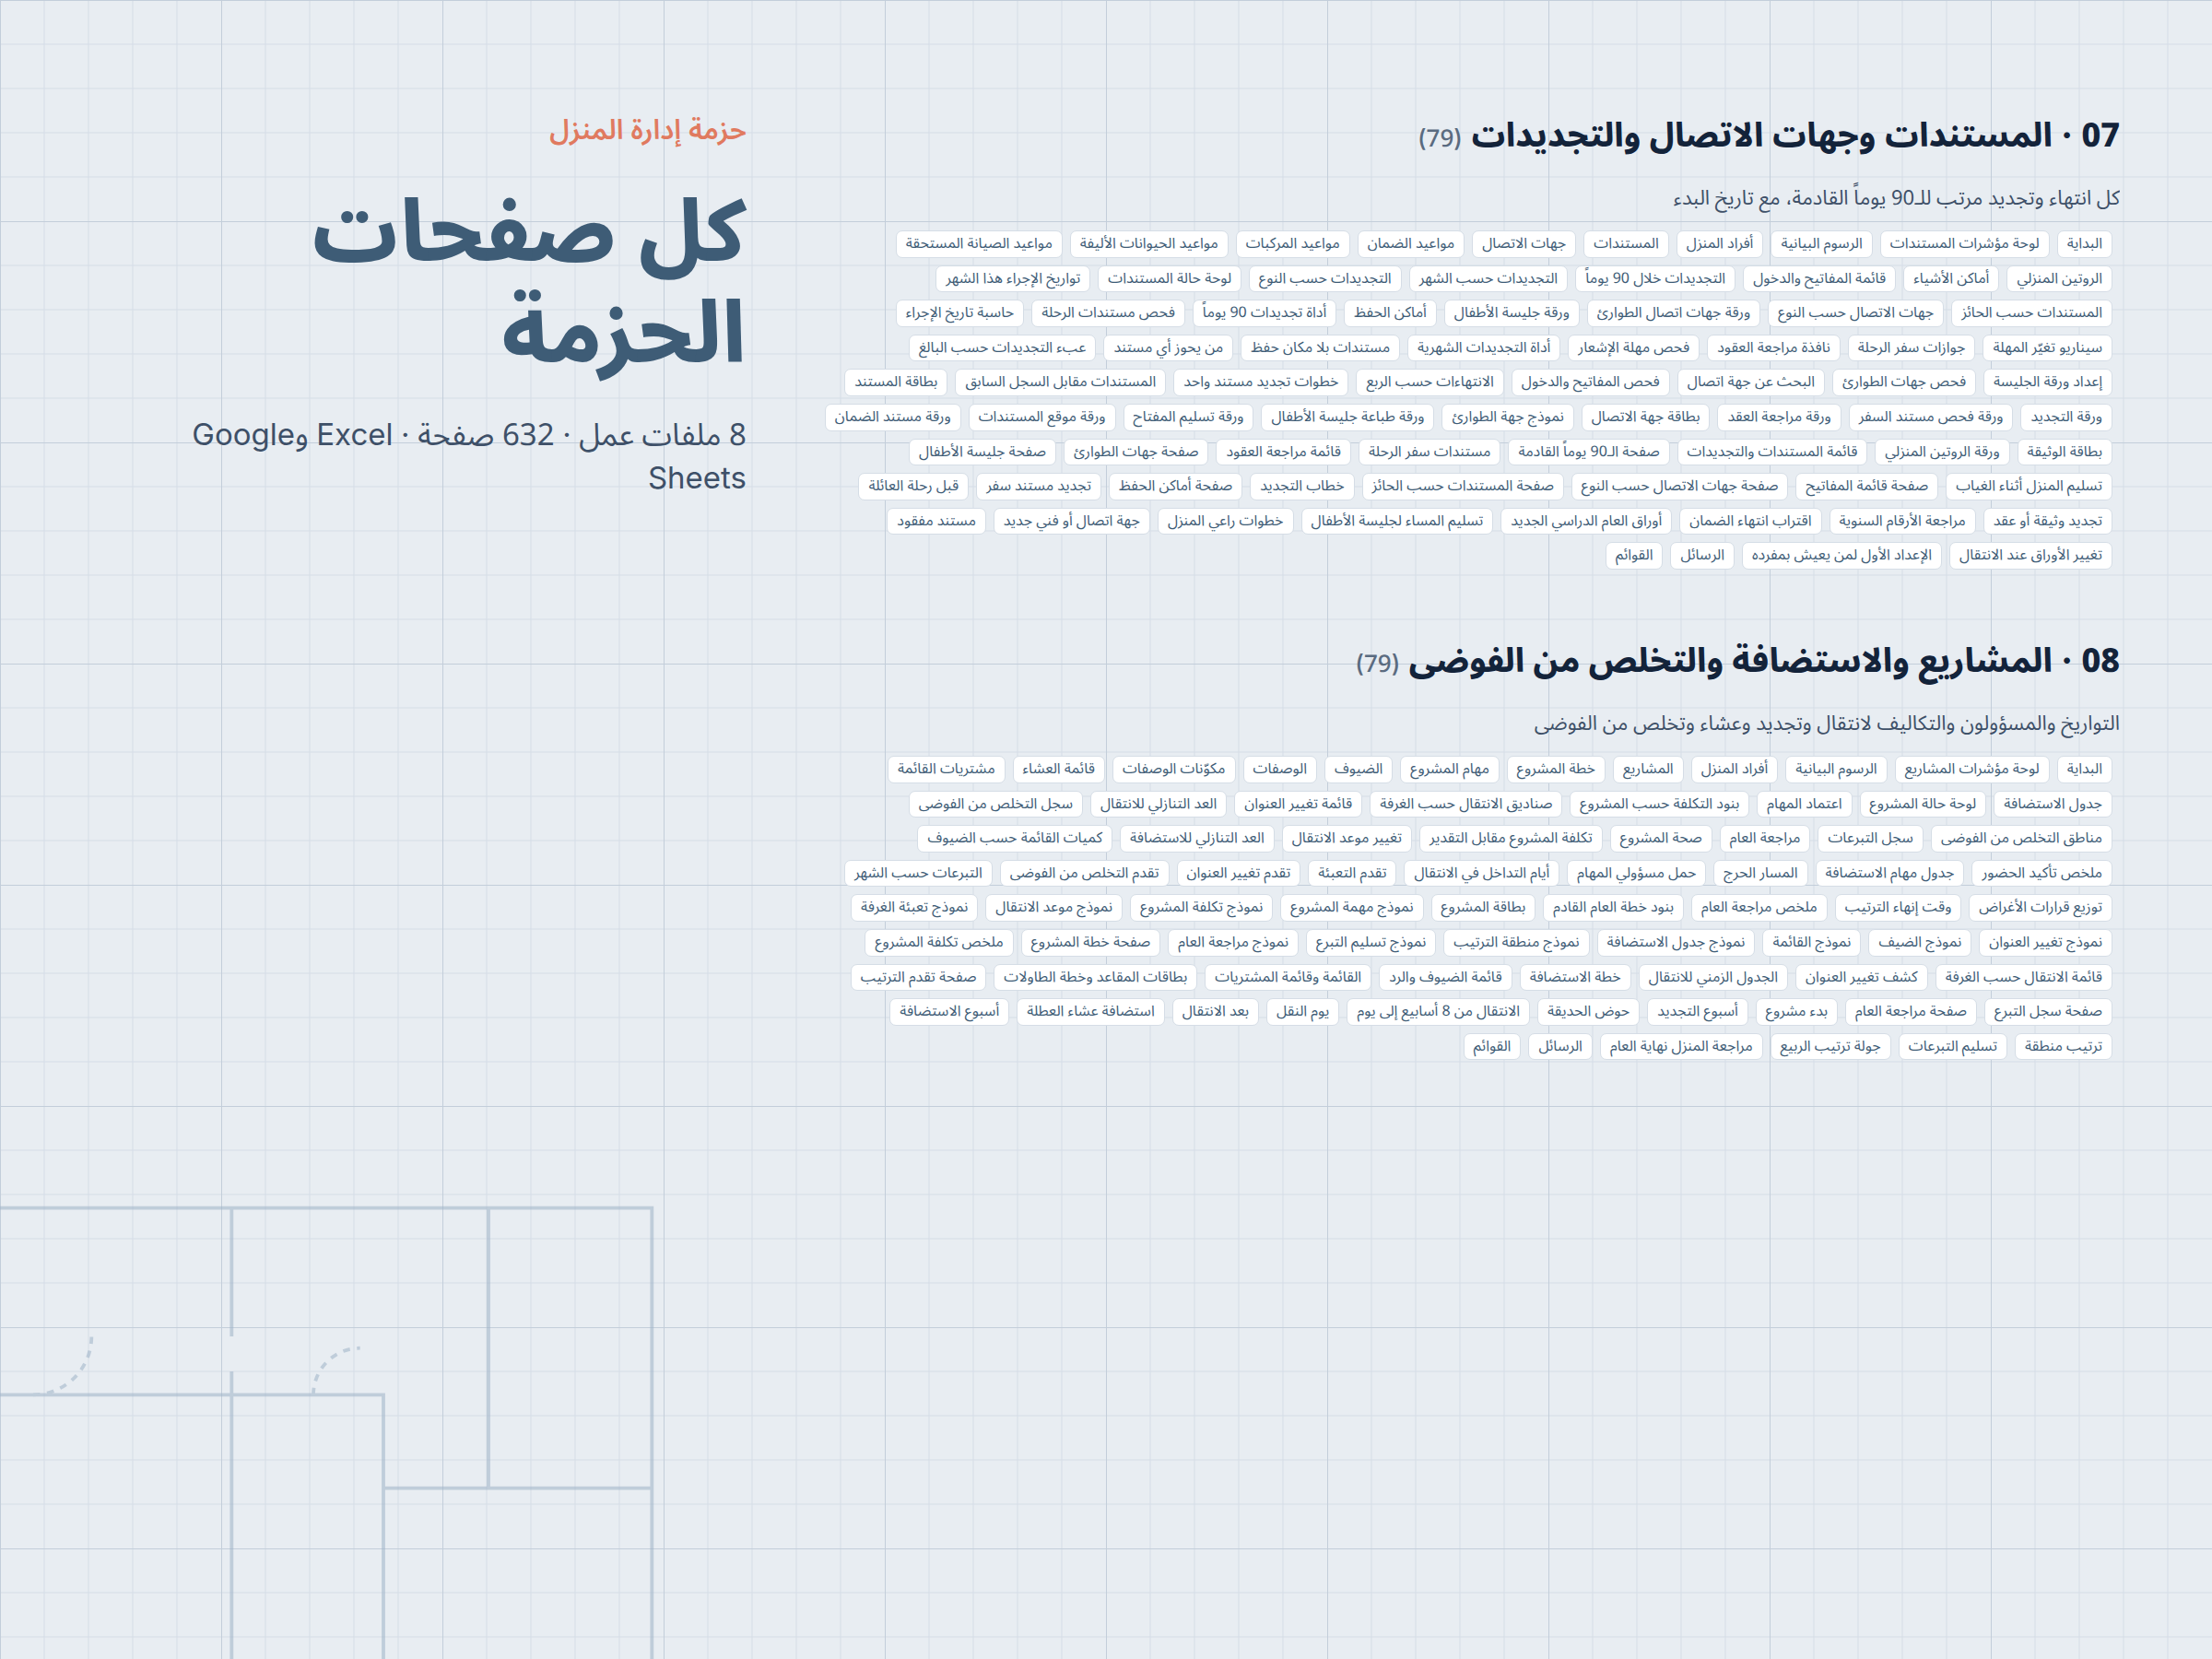 حزمة إدارة المنزل
كل صفحات
الحزمة
8 ملفات عمل · 632 صفحة · Excel وGoogle
Sheets
07 · المستندات وجهات الاتصال والتجديدات (79)
كل انتهاء وتجديد مرتب للـ90 يوماً القادمة، مع تاريخ البدء
البداية لوحة مؤشرات المستندات الرسوم البيانية أفراد المنزل المستندات جهات الاتصال مواعيد الضمان مواعيد المركبات مواعيد الحيوانات الأليفة مواعيد الصيانة المستحقة
الروتين المنزلي أماكن الأشياء قائمة المفاتيح والدخول التجديدات خلال 90 يوماً التجديدات حسب الشهر التجديدات حسب النوع لوحة حالة المستندات تواريخ الإجراء هذا الشهر
المستندات حسب الحائز جهات الاتصال حسب النوع ورقة جهات اتصال الطوارئ ورقة جليسة الأطفال أماكن الحفظ أداة تجديدات 90 يوماً فحص مستندات الرحلة حاسبة تاريخ الإجراء
سيناريو تغيّر المهلة جوازات سفر الرحلة نافذة مراجعة العقود فحص مهلة الإشعار أداة التجديدات الشهرية مستندات بلا مكان حفظ من يحوز أي مستند عبء التجديدات حسب البالغ
إعداد ورقة الجليسة فحص جهات الطوارئ البحث عن جهة اتصال فحص المفاتيح والدخول الانتهاءات حسب الربع خطوات تجديد مستند واحد المستندات مقابل السجل السابق بطاقة المستند
ورقة التجديد ورقة فحص مستند السفر ورقة مراجعة العقد بطاقة جهة الاتصال نموذج جهة الطوارئ ورقة طباعة جليسة الأطفال ورقة تسليم المفتاح ورقة موقع المستندات ورقة مستند الضمان
بطاقة الوثيقة ورقة الروتين المنزلي قائمة المستندات والتجديدات صفحة الـ90 يوماً القادمة مستندات سفر الرحلة قائمة مراجعة العقود صفحة جهات الطوارئ صفحة جليسة الأطفال
تسليم المنزل أثناء الغياب صفحة قائمة المفاتيح صفحة جهات الاتصال حسب النوع صفحة المستندات حسب الحائز خطاب التجديد صفحة أماكن الحفظ تجديد مستند سفر قبل رحلة العائلة
تجديد وثيقة أو عقد مراجعة الأرقام السنوية اقتراب انتهاء الضمان أوراق العام الدراسي الجديد تسليم المساء لجليسة الأطفال خطوات راعي المنزل جهة اتصال أو فني جديد مستند مفقود
تغيير الأوراق عند الانتقال الإعداد الأول لمن يعيش بمفرده الرسائل القوائم
08 · المشاريع والاستضافة والتخلص من الفوضى (79)
التواريخ والمسؤولون والتكاليف لانتقال وتجديد وعشاء وتخلص من الفوضى
البداية لوحة مؤشرات المشاريع الرسوم البيانية أفراد المنزل المشاريع خطة المشروع مهام المشروع الضيوف الوصفات مكوّنات الوصفات قائمة العشاء مشتريات القائمة
جدول الاستضافة لوحة حالة المشروع اعتماد المهام بنود التكلفة حسب المشروع صناديق الانتقال حسب الغرفة قائمة تغيير العنوان العد التنازلي للانتقال سجل التخلص من الفوضى
مناطق التخلص من الفوضى سجل التبرعات مراجعة العام صحة المشروع تكلفة المشروع مقابل التقدير تغيير موعد الانتقال العد التنازلي للاستضافة كميات القائمة حسب الضيوف
ملخص تأكيد الحضور جدول مهام الاستضافة المسار الحرج حمل مسؤولي المهام أيام التداخل في الانتقال تقدم التعبئة تقدم تغيير العنوان تقدم التخلص من الفوضى التبرعات حسب الشهر
توزيع قرارات الأغراض وقت إنهاء الترتيب ملخص مراجعة العام بنود خطة العام القادم بطاقة المشروع نموذج مهمة المشروع نموذج تكلفة المشروع نموذج موعد الانتقال نموذج تعبئة الغرفة
نموذج تغيير العنوان نموذج الضيف نموذج القائمة نموذج جدول الاستضافة نموذج منطقة الترتيب نموذج تسليم التبرع نموذج مراجعة العام صفحة خطة المشروع ملخص تكلفة المشروع
قائمة الانتقال حسب الغرفة كشف تغيير العنوان الجدول الزمني للانتقال خطة الاستضافة قائمة الضيوف والرد القائمة وقائمة المشتريات بطاقات المقاعد وخطة الطاولات صفحة تقدم الترتيب
صفحة سجل التبرع صفحة مراجعة العام بدء مشروع أسبوع التجديد حوض الحديقة الانتقال من 8 أسابيع إلى يوم يوم النقل بعد الانتقال استضافة عشاء العطلة أسبوع الاستضافة
ترتيب منطقة تسليم التبرعات جولة ترتيب الربيع مراجعة المنزل نهاية العام الرسائل القوائم